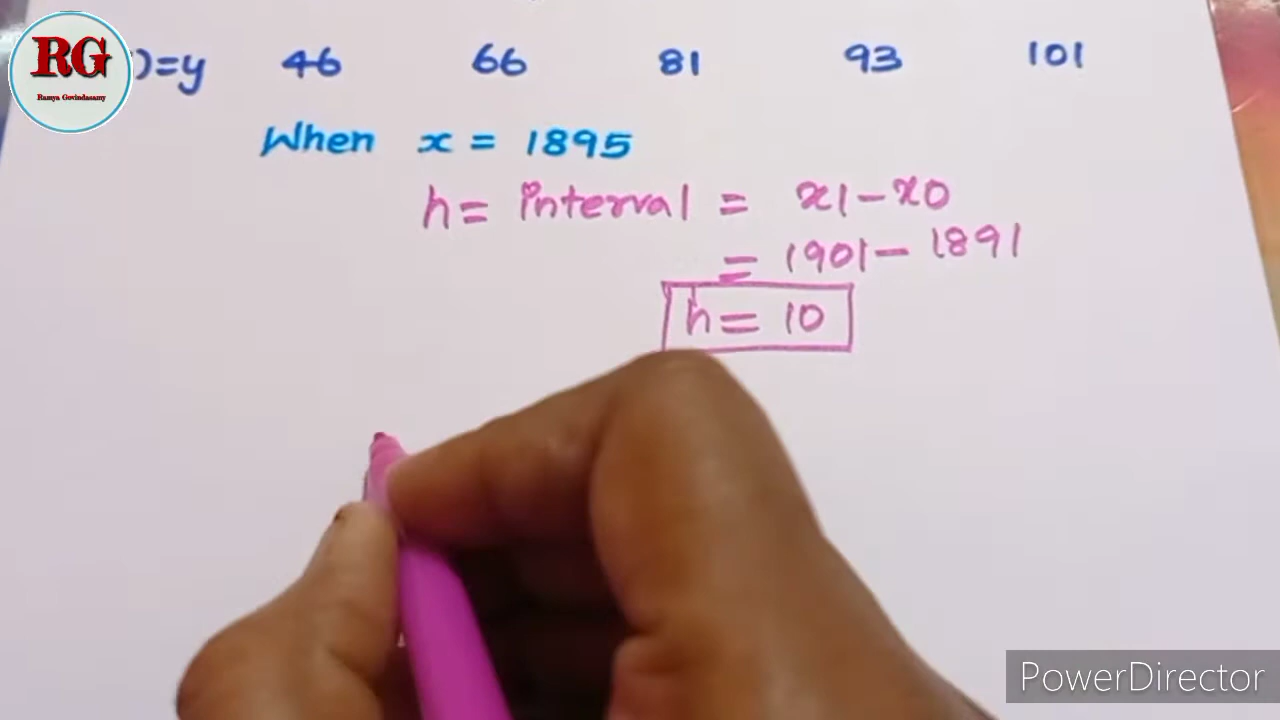 RG
Ramya Govindasamy
)=y 46 66 81 93 101
When x = 1895
h = interval = x1 - x0
= 1901 - 1891
h = 10
PowerDirector